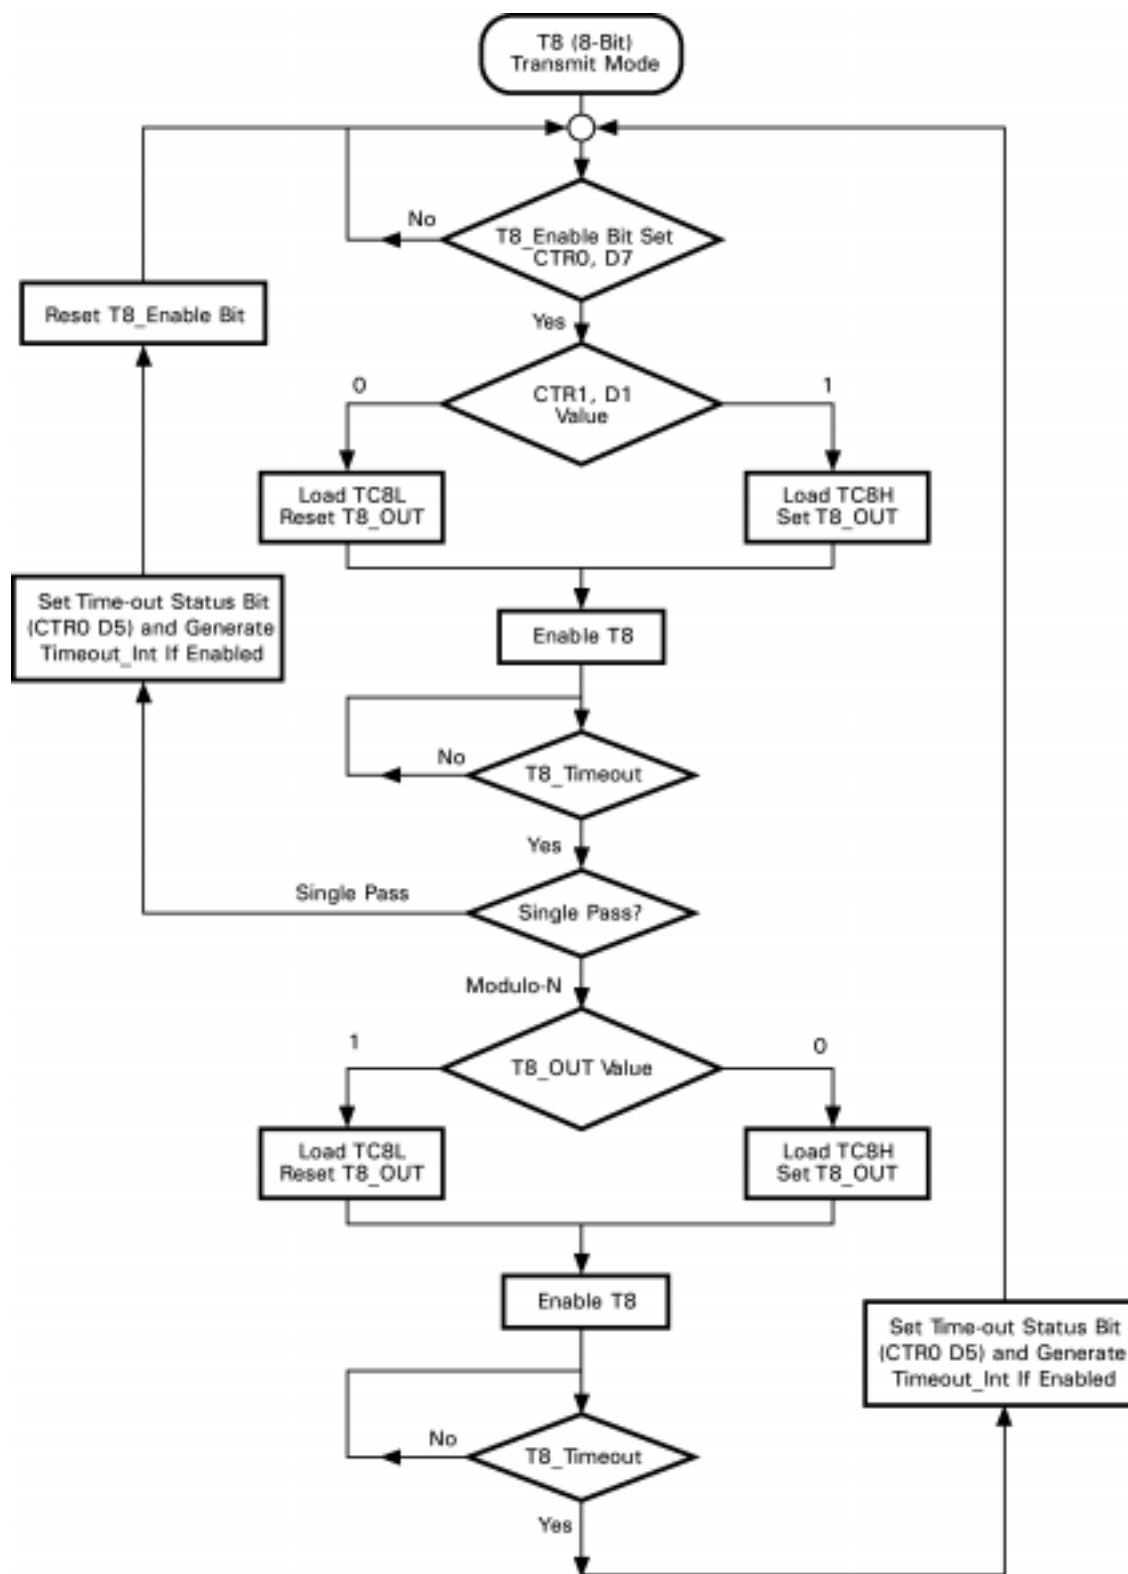 T8 (8-Bit)
Transmit Mode
No
T8_Enable Bit Set
CTR0, D7
Reset T8_Enable Bit
Yes
0
CTR1, D1
Value
1
Load TC8L
Reset T8_OUT
Load TC8H
Set T8_OUT
Set Time-out Status Bit
(CTR0 D5) and Generate
Timeout_Int If Enabled
Enable T8
No
T8_Timeout
Yes
Single Pass
Single Pass?
Modulo-N
1
T8_OUT Value
0
Load TC8L
Reset T8_OUT
Load TC8H
Set T8_OUT
Enable T8
Set Time-out Status Bit
(CTR0 D5) and Generate
Timeout_Int If Enabled
No
T8_Timeout
Yes